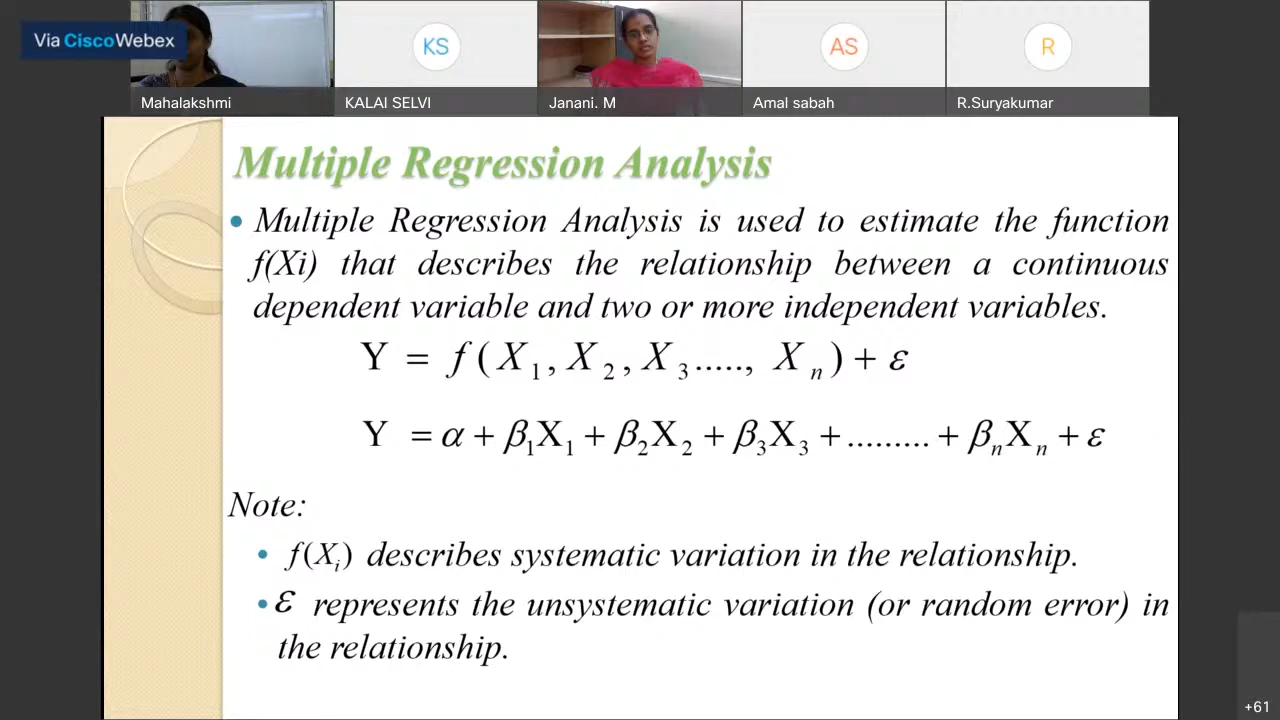 Via CiscoWebex
KS
AS
R
Mahalakshmi
KALAI SELVI
Janani. M
Amal sabah
R.Suryakumar
Multiple Regression Analysis
• Multiple Regression Analysis is used to estimate the function
f(Xi) that describes the relationship between a continuous
dependent variable and two or more independent variables.
Y = f ( X₁, X₂, X₃....., Xₙ) + ε
Y = α + β₁X₁ + β₂X₂ + β₃X₃ + ......... + βₙXₙ + ε
Note:
• f(Xᵢ) describes systematic variation in the relationship.
• ε represents the unsystematic variation (or random error) in
the relationship.
+61